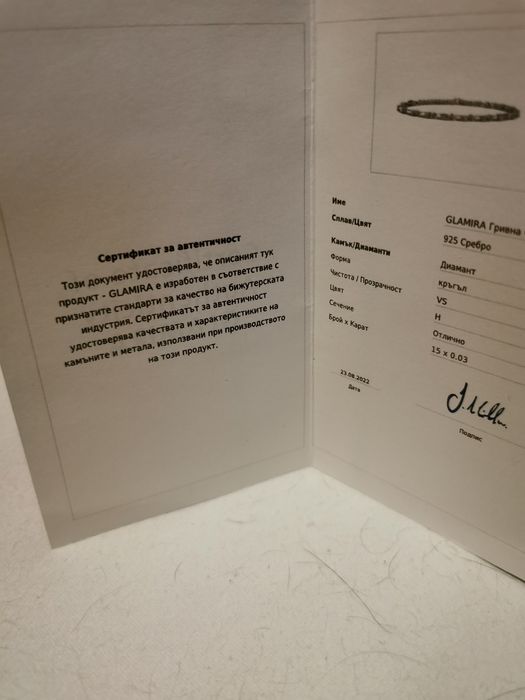 Сертификат за автентичност
Този документ удостоверява, че описаният тук
продукт - GLAMIRA е изработен в съответствие с
признатите стандарти за качество на бижутерската
индустрия. Сертификатът за автентичност
удостоверява качествата и характеристиките на
камъните и метала, използвани при производството
на този продукт.
Име GLAMIRA Гривна
Сплав/Цвят 925 Сребро
Камък/Диаманти Диамант
Форма кръгъл
Чистота / Прозрачност VS
Цвят H
Сечение Отлично
Брой x Карат 15 x 0.03
23.08.2022
Дата
Подпис